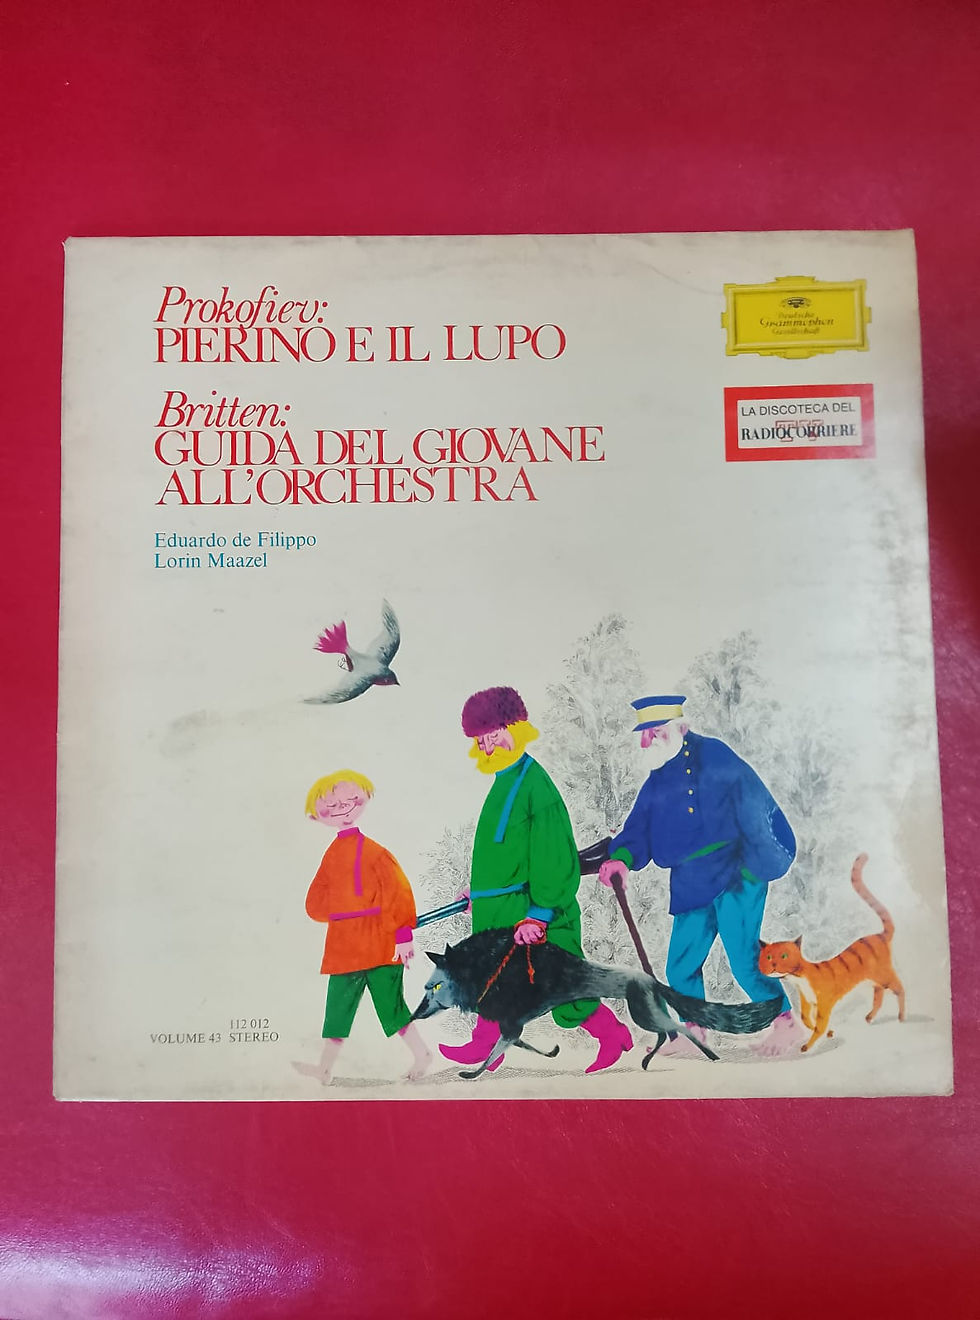 Prokofiev:
PIERINO E IL LUPO
Deutsche
Grammophon
Gesellschaft
LA DISCOTECA DEL
RADIOCORRIERE
TV
Britten:
GUIDA DEL GIOVANE
ALL'ORCHESTRA
Eduardo de Filippo
Lorin Maazel
112 012
VOLUME 43 STEREO